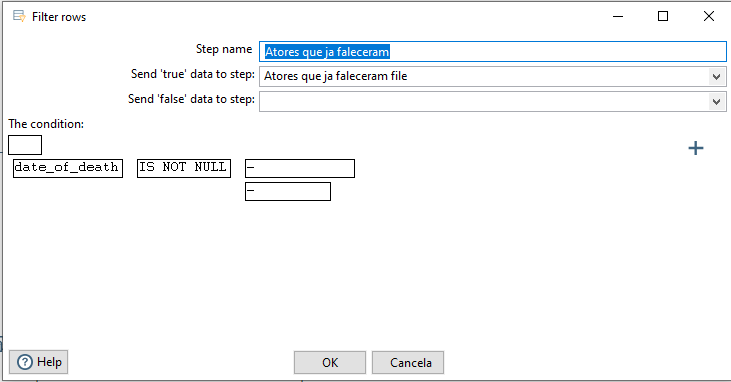 Filter rows
Step name Atores que ja faleceram
Send 'true' data to step: Atores que ja faleceram file
Send 'false' data to step:
The condition:
+
date_of_death IS NOT NULL –
–
? Help OK Cancela